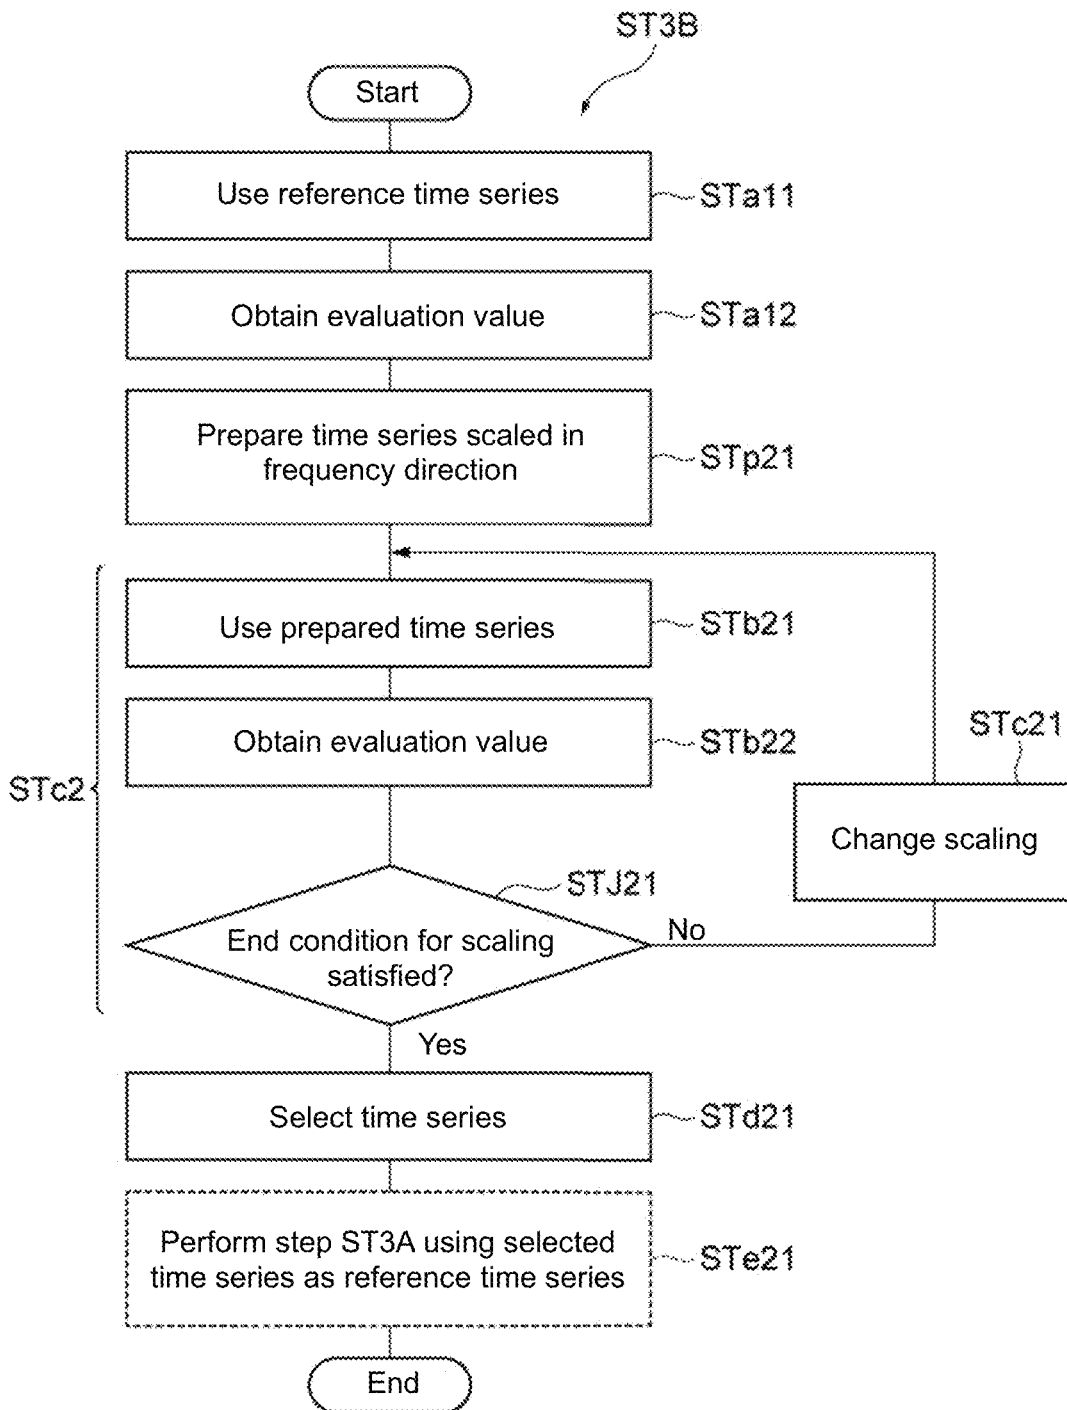 ST3B
Start
Use reference time series
STa11
Obtain evaluation value
STa12
Prepare time series scaled in
frequency direction
STp21
Use prepared time series
STb21
Obtain evaluation value
STb22
STc21
STc2
Change scaling
STJ21
End condition for scaling
satisfied?
No
Yes
Select time series
STd21
Perform step ST3A using selected
time series as reference time series
STe21
End